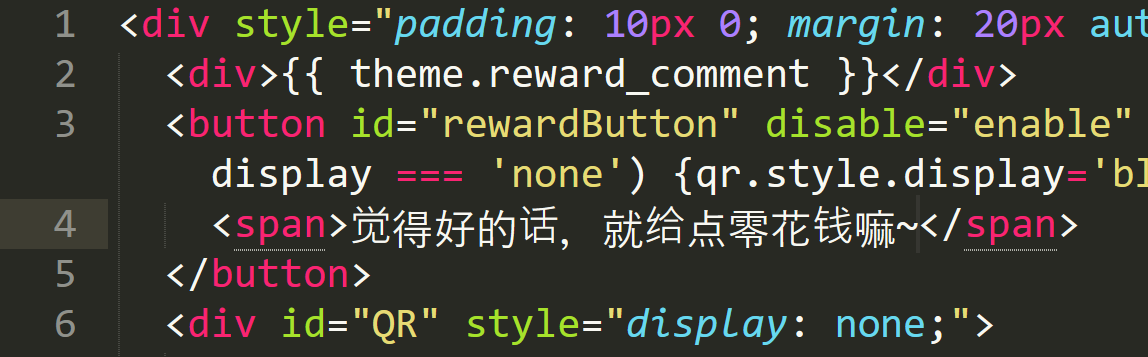 1 <div style="padding: 10px 0; margin: 20px aut
2 <div>{{ theme.reward_comment }}</div>
3 <button id="rewardButton" disable="enable"
display === 'none') {qr.style.display='bl
4 <span>觉得好的话，就给点零花钱嘛~</span>
5 </button>
6 <div id="QR" style="display: none;">